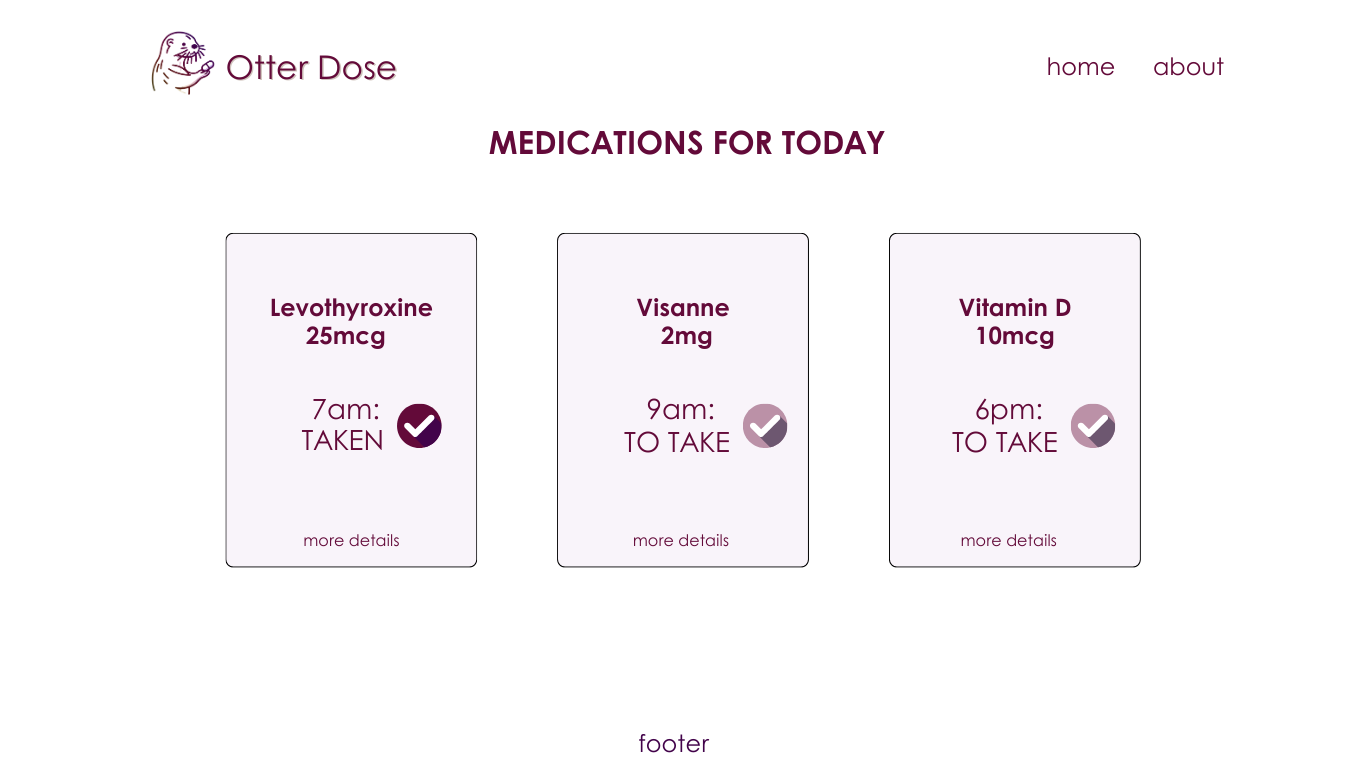 Otter Dose
home
about
MEDICATIONS FOR TODAY
Levothyroxine
25mcg
7am:
TAKEN
more details
Visanne
2mg
9am:
TO TAKE
more details
Vitamin D
10mcg
6pm:
TO TAKE
more details
footer